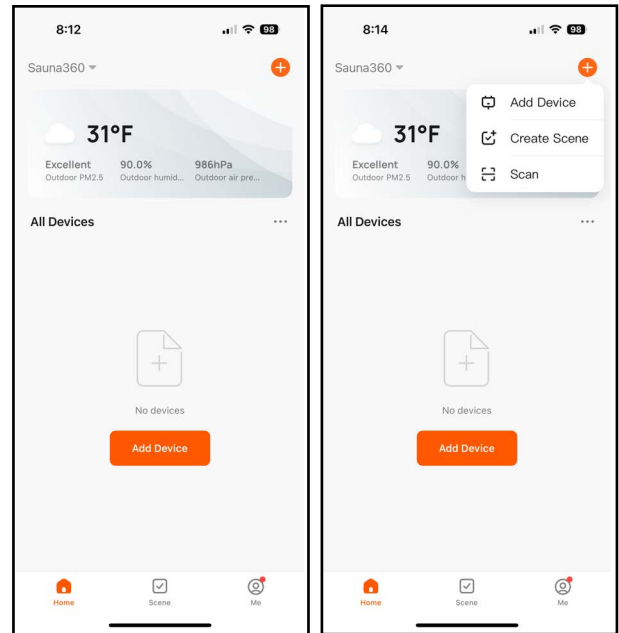 8:12
98
Sauna360
31°F
Excellent 90.0% 986hPa
Outdoor PM2.5 Outdoor humid... Outdoor air pre...
All Devices
No devices
Add Device
Home Scene Me
8:14
98
Sauna360
Add Device
Create Scene
Scan
31°F
Excellent 90.0%
Outdoor PM2.5 Outdoor h
All Devices
No devices
Add Device
Home Scene Me